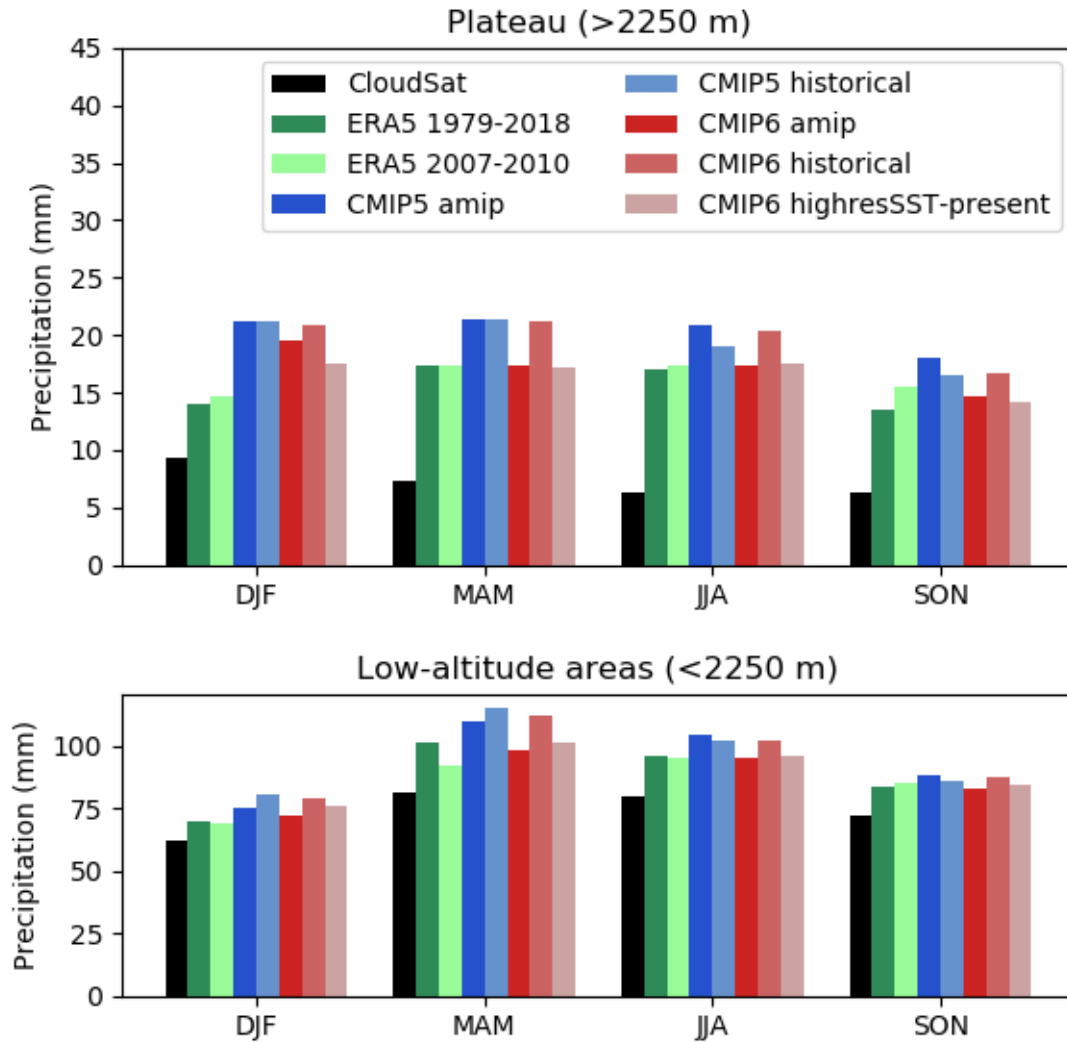 Plateau (>2250 m)
45
40
35
30
25
20
15
10
5
0
Precipitation (mm)
CloudSat
ERA5 1979-2018
ERA5 2007-2010
CMIP5 amip
CMIP5 historical
CMIP6 amip
CMIP6 historical
CMIP6 highresSST-present
DJF
MAM
JJA
SON
Low-altitude areas (<2250 m)
100
75
50
25
0
Precipitation (mm)
DJF
MAM
JJA
SON